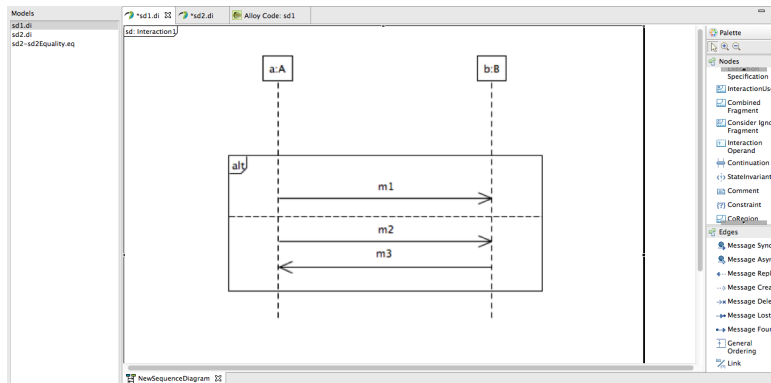 Models
sd1.di
sd2.di
sd2-sd2Equality.eq
*sd1.di
*sd2.di
Alloy Code: sd1
sd: Interaction1
a:A
b:B
alt
m1
m2
m3
NewSequenceDiagram
Palette
Nodes
Specification
InteractionUs
Combined
Fragment
Consider Igno
Fragment
Interaction
Operand
Continuation
StateInvariant
Comment
Constraint
CoRegion
Edges
Message Sync
Message Asyn
Message Repl
Message Crea
Message Dele
Message Lost
Message Foun
General
Ordering
Link